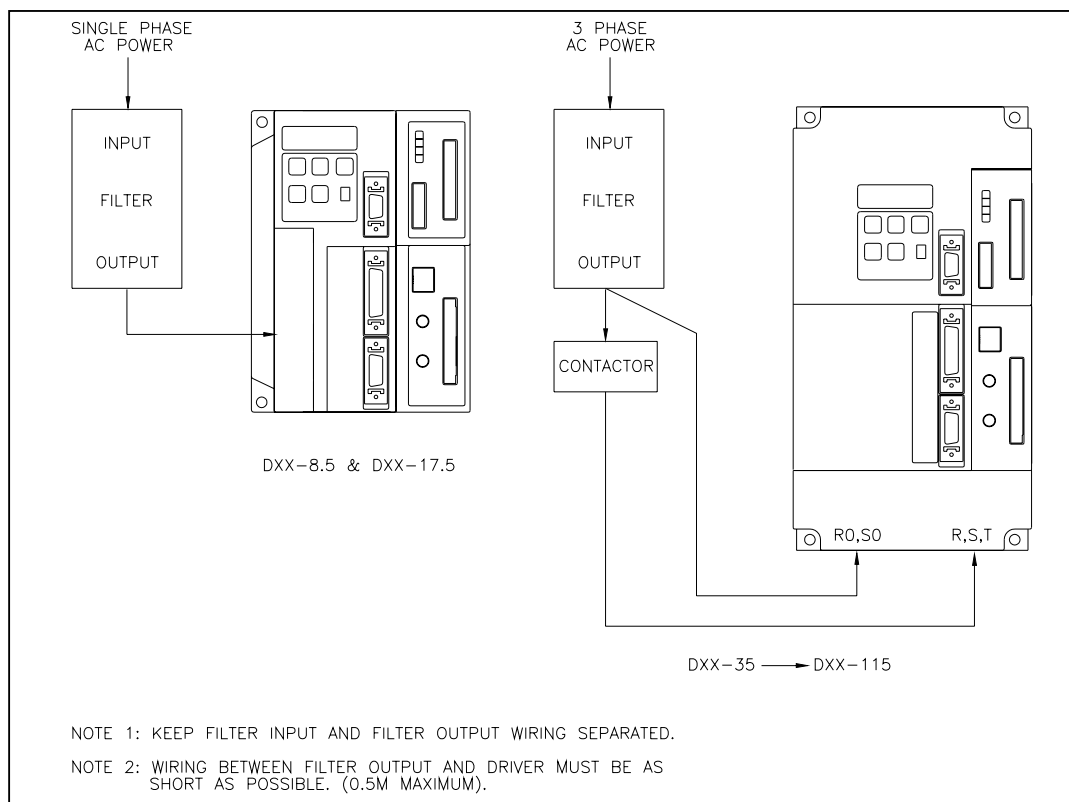 SINGLE PHASE
AC POWER
INPUT
FILTER
OUTPUT
DXX-8.5 & DXX-17.5
3 PHASE
AC POWER
INPUT
FILTER
OUTPUT
CONTACTOR
R0,S0
R,S,T
DXX-35 → DXX-115
NOTE 1: KEEP FILTER INPUT AND FILTER OUTPUT WIRING SEPARATED.
NOTE 2: WIRING BETWEEN FILTER OUTPUT AND DRIVER MUST BE AS
SHORT AS POSSIBLE. (0.5M MAXIMUM).